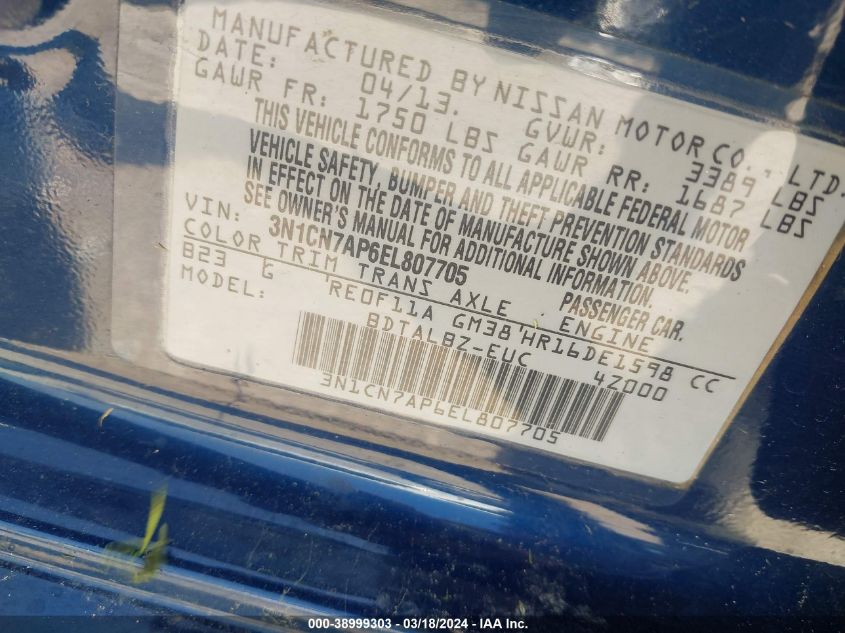 MANUFACTURED BY NISSAN MOTOR CO., LTD.
DATE: 04/13. GVWR: 3389 LBS
GAWR FR: 1750 LBS GAWR RR: 1687 LBS
THIS VEHICLE CONFORMS TO ALL APPLICABLE FEDERAL MOTOR
VEHICLE SAFETY, BUMPER AND THEFT PREVENTION STANDARDS
IN EFFECT ON THE DATE OF MANUFACTURE SHOWN ABOVE.
SEE OWNER'S MANUAL FOR ADDITIONAL INFORMATION.
VIN: 3N1CN7AP6EL807705 PASSENGER CAR.
COLOR TRIM TRANS AXLE ENGINE
B23 G RE0F11A GM38 HR16DE1598 CC
MODEL: BDTALBZ-EUC 4Z000
3N1CN7AP6EL807705
000-38999303 / 03/18/2024 - IAA Inc.